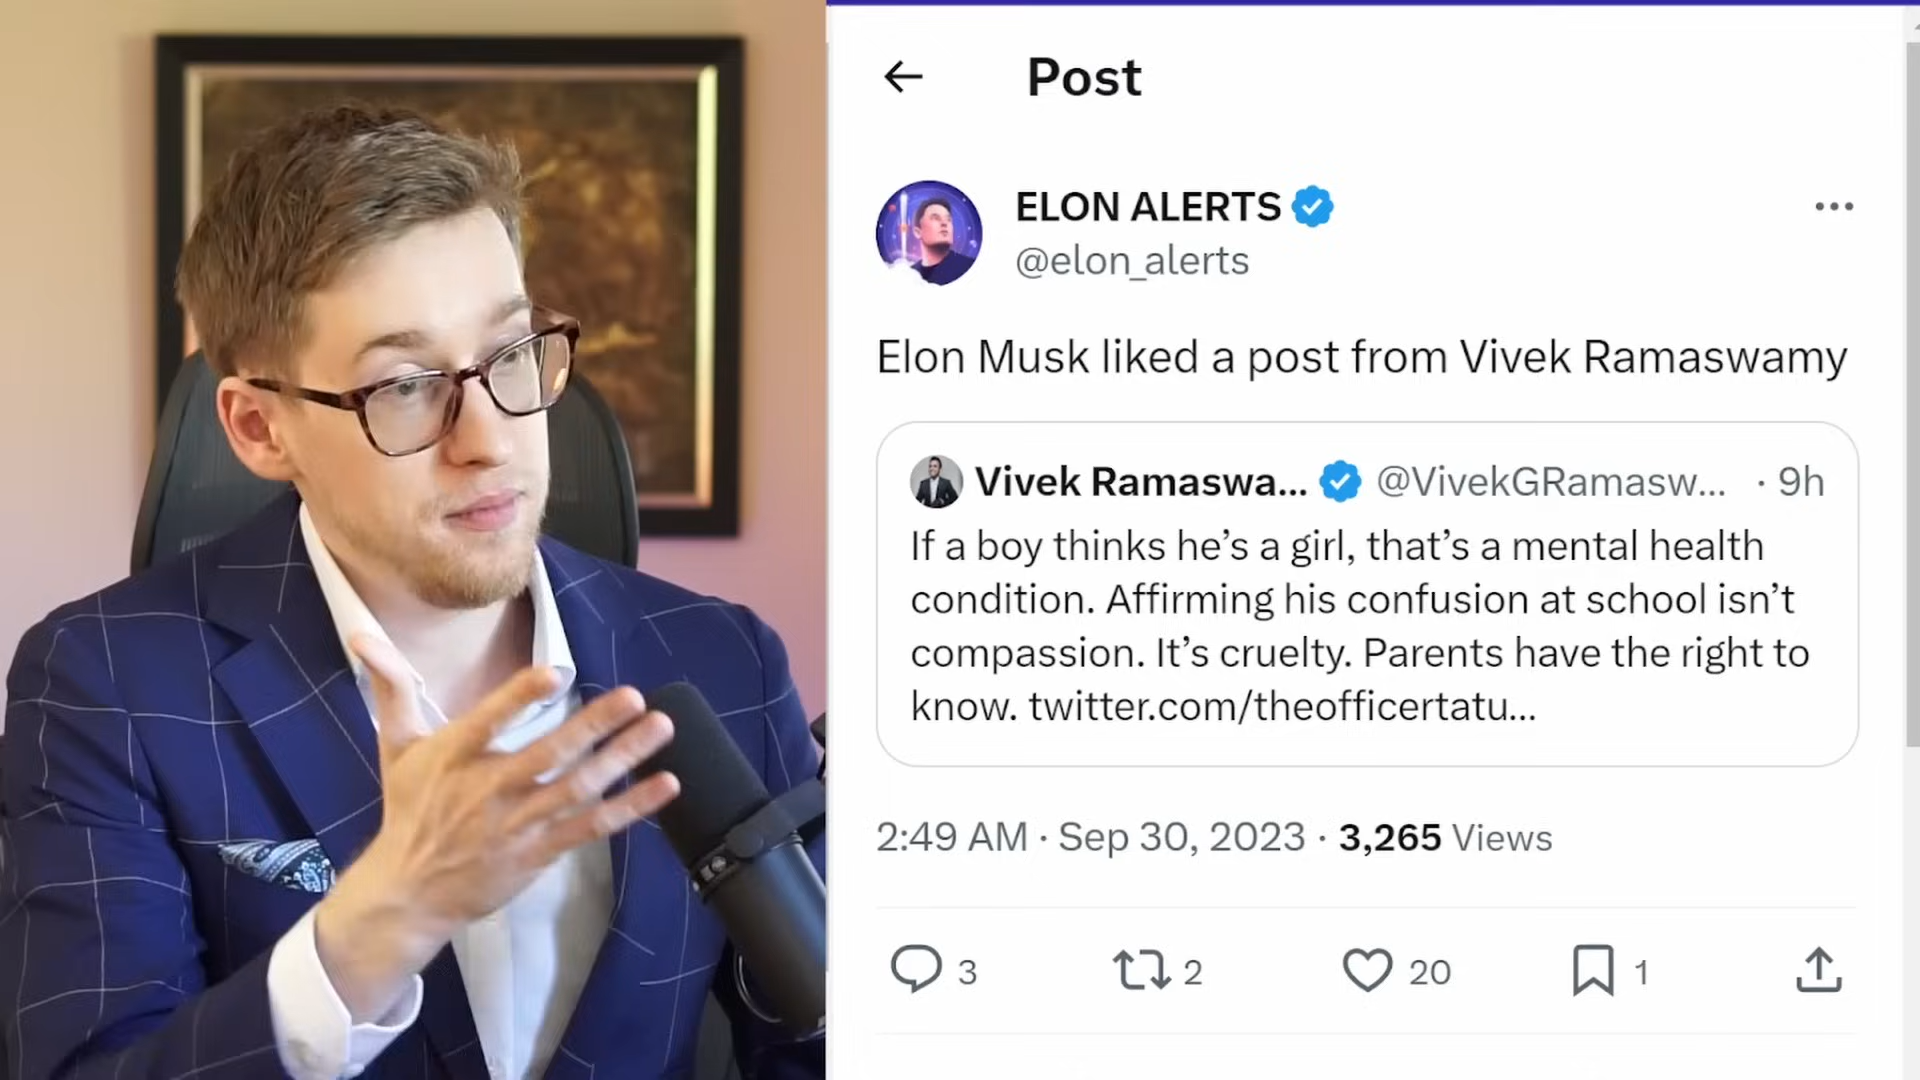 Post
ELON ALERTS
@elon_alerts
Elon Musk liked a post from Vivek Ramaswamy
Vivek Ramaswa... @VivekGRamasw... · 9h
If a boy thinks he’s a girl, that’s a mental health
condition. Affirming his confusion at school isn’t
compassion. It’s cruelty. Parents have the right to
know. twitter.com/theofficertatu...
2:49 AM · Sep 30, 2023 · 3,265 Views
3 2 20 1